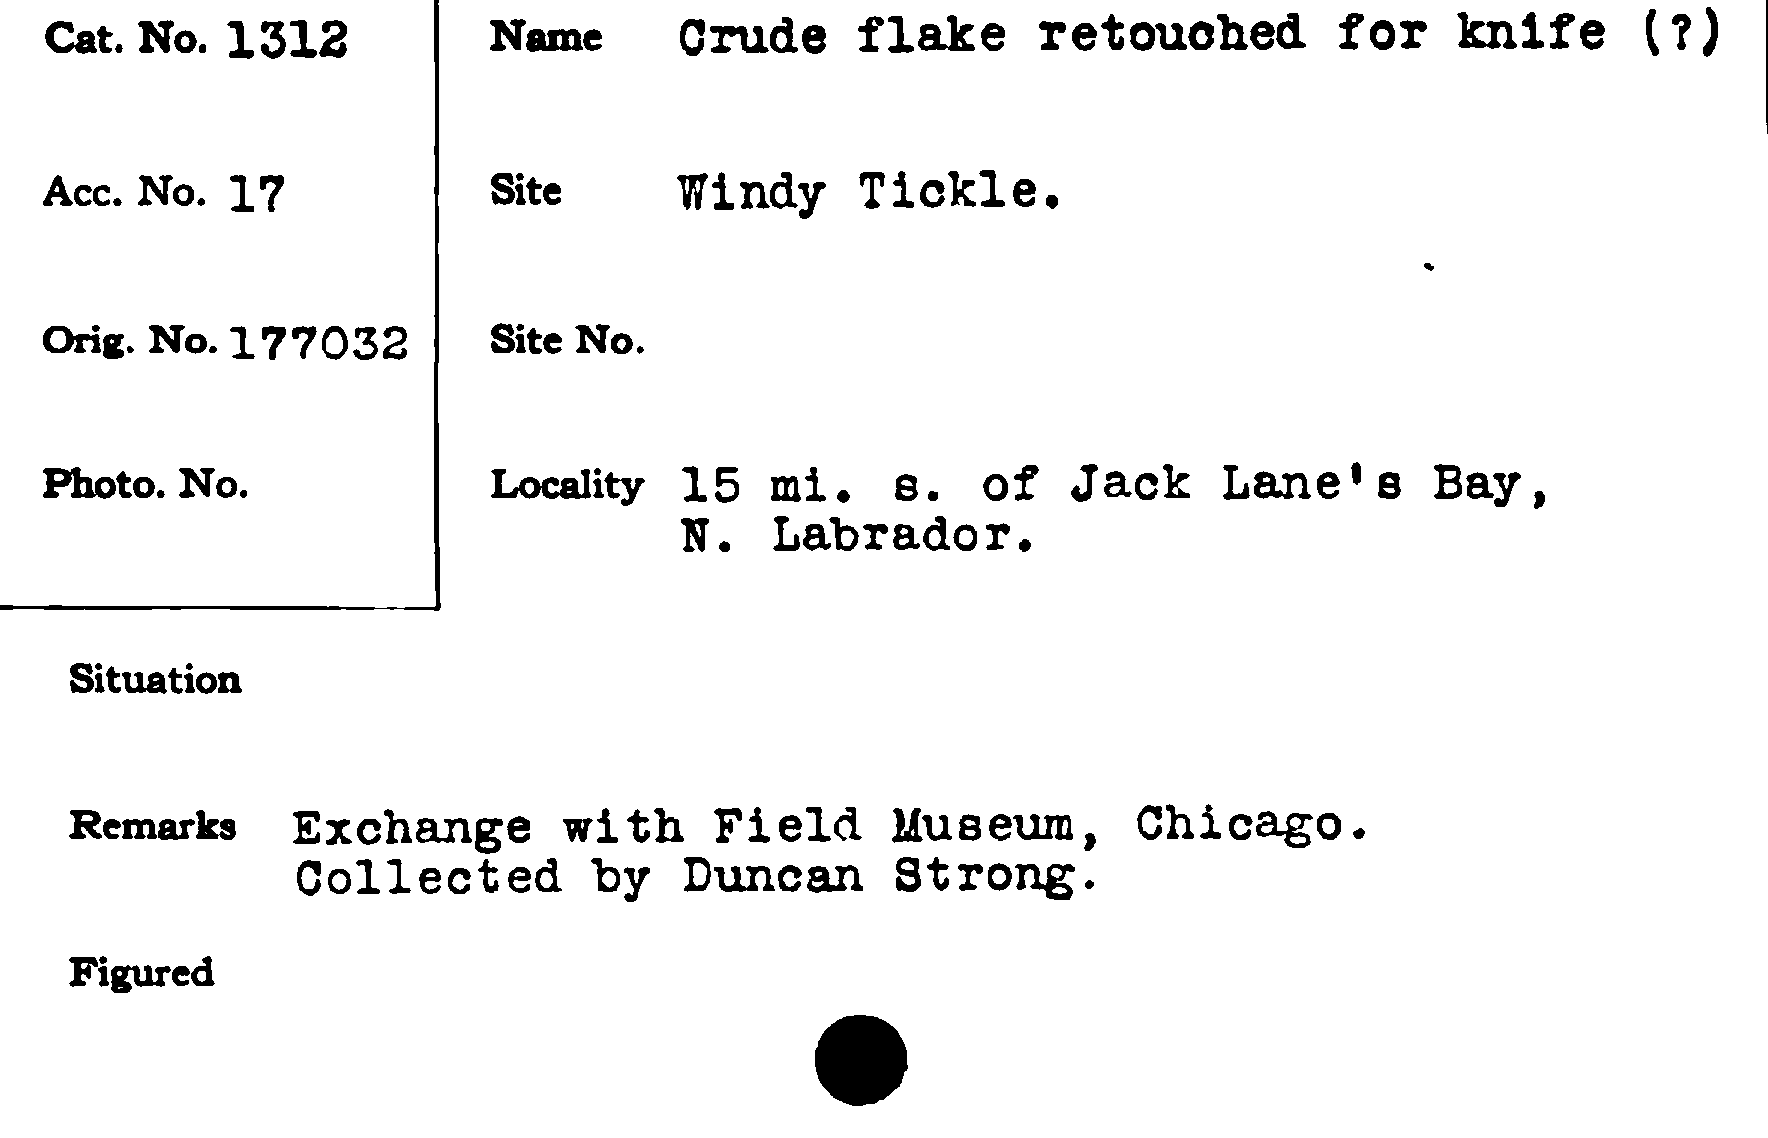 Cat. No. 1312
Name Crude flake retouched for knife (?)
Acc. No. 17
Site Windy Tickle.
Orig. No. 177032
Site No.
Photo. No.
Locality 15 mi. s. of Jack Lane's Bay,
N. Labrador.
Situation
Remarks Exchange with Field Museum, Chicago.
Collected by Duncan Strong.
Figured